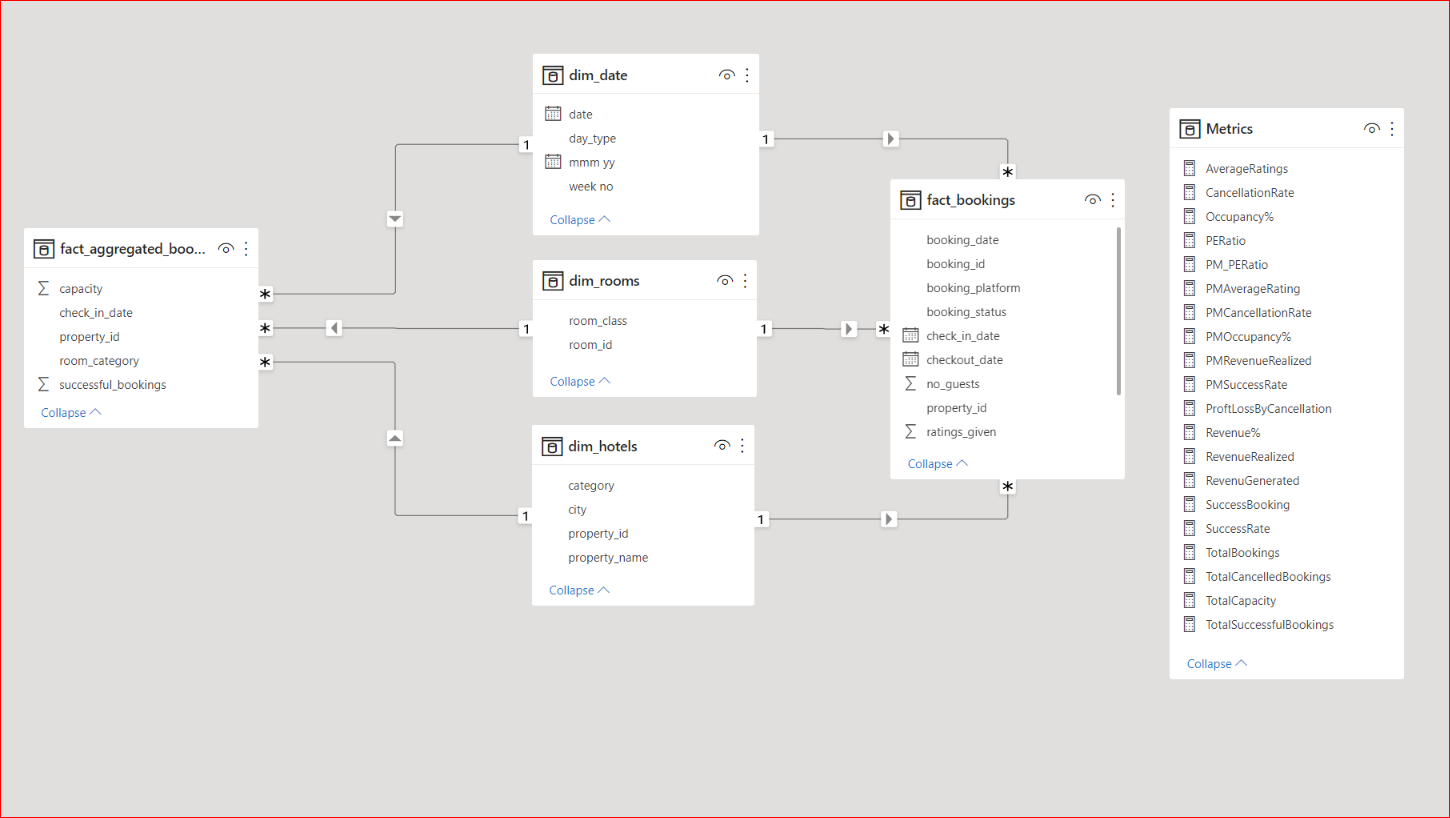 dim_date
date
day_type
mmm yy
week no
Collapse
1
1
*
fact_aggregated_boo...
capacity
check_in_date
property_id
room_category
successful_bookings
Collapse
*
*
*
dim_rooms
room_class
room_id
Collapse
1
1
*
dim_hotels
category
city
property_id
property_name
Collapse
1
1
*
fact_bookings
booking_date
booking_id
booking_platform
booking_status
check_in_date
checkout_date
no_guests
property_id
ratings_given
Collapse
Metrics
AverageRatings
CancellationRate
Occupancy%
PERatio
PM_PERatio
PMAverageRating
PMCancellationRate
PMOccupancy%
PMRevenueRealized
PMSuccessRate
ProftLossByCancellation
Revenue%
RevenueRealized
RevenuGenerated
SuccessBooking
SuccessRate
TotalBookings
TotalCancelledBookings
TotalCapacity
TotalSuccessfulBookings
Collapse